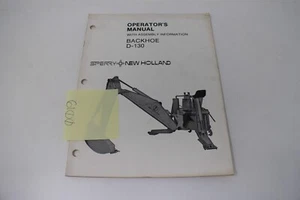 OPERATOR'S
MANUAL
WITH ASSEMBLY INFORMATION
BACKHOE
D-130
SPERRY NEW HOLLAND